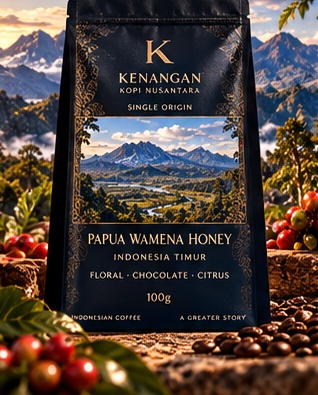 K
KENANGAN
KOPI NUSANTARA
SINGLE ORIGIN
PAPUA WAMENA HONEY
INDONESIA TIMUR
FLORAL · CHOCOLATE · CITRUS
100g
INDONESIAN COFFEE A GREATER STORY